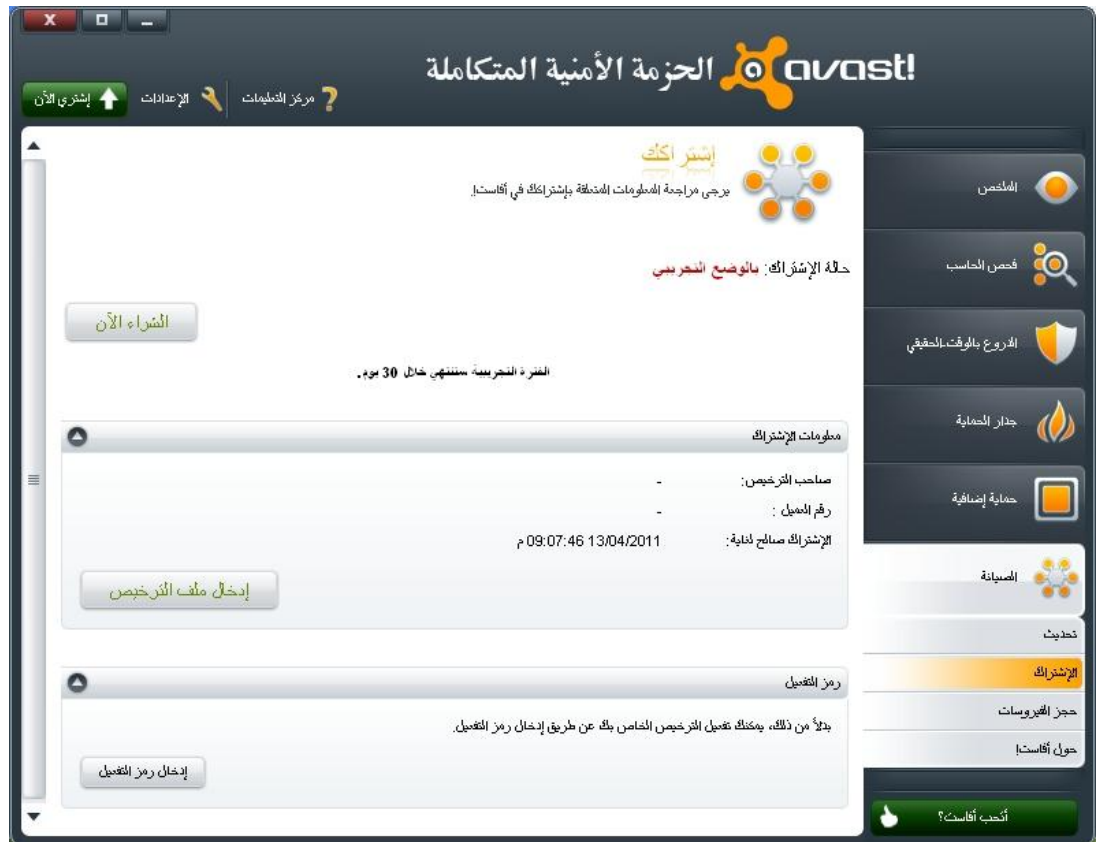 avast! الحزمة الأمنية المتكاملة
مركز التعليمات
الإعدادات
إشتري الآن
الملخص
فحص الحاسب
الدروع بالوقت الحقيقي
جدار الحماية
حماية إضافية
الصيانة
تحديث
الإشتراك
حجز الفيروسات
حول أفاست!
أتحب أفاست؟
إشتراكك
يرجى مراجعة المعلومات المتعلقة بإشتراكك في أفاست!.
حالة الإشتراك: بالوضع التجريبي
الشراء الآن
الفترة التجريبية ستنتهي خلال 30 يوم.
معلومات الإشتراك
صاحب الترخيص: -
رقم العميل : -
الإشتراك صالح لغاية: 13/04/2011 09:07:46 م
إدخال ملف الترخيص
رمز التفعيل
بدلاً من ذلك، يمكنك تفعيل الترخيص الخاص بك عن طريق إدخال رمز التفعيل.
إدخال رمز التفعيل